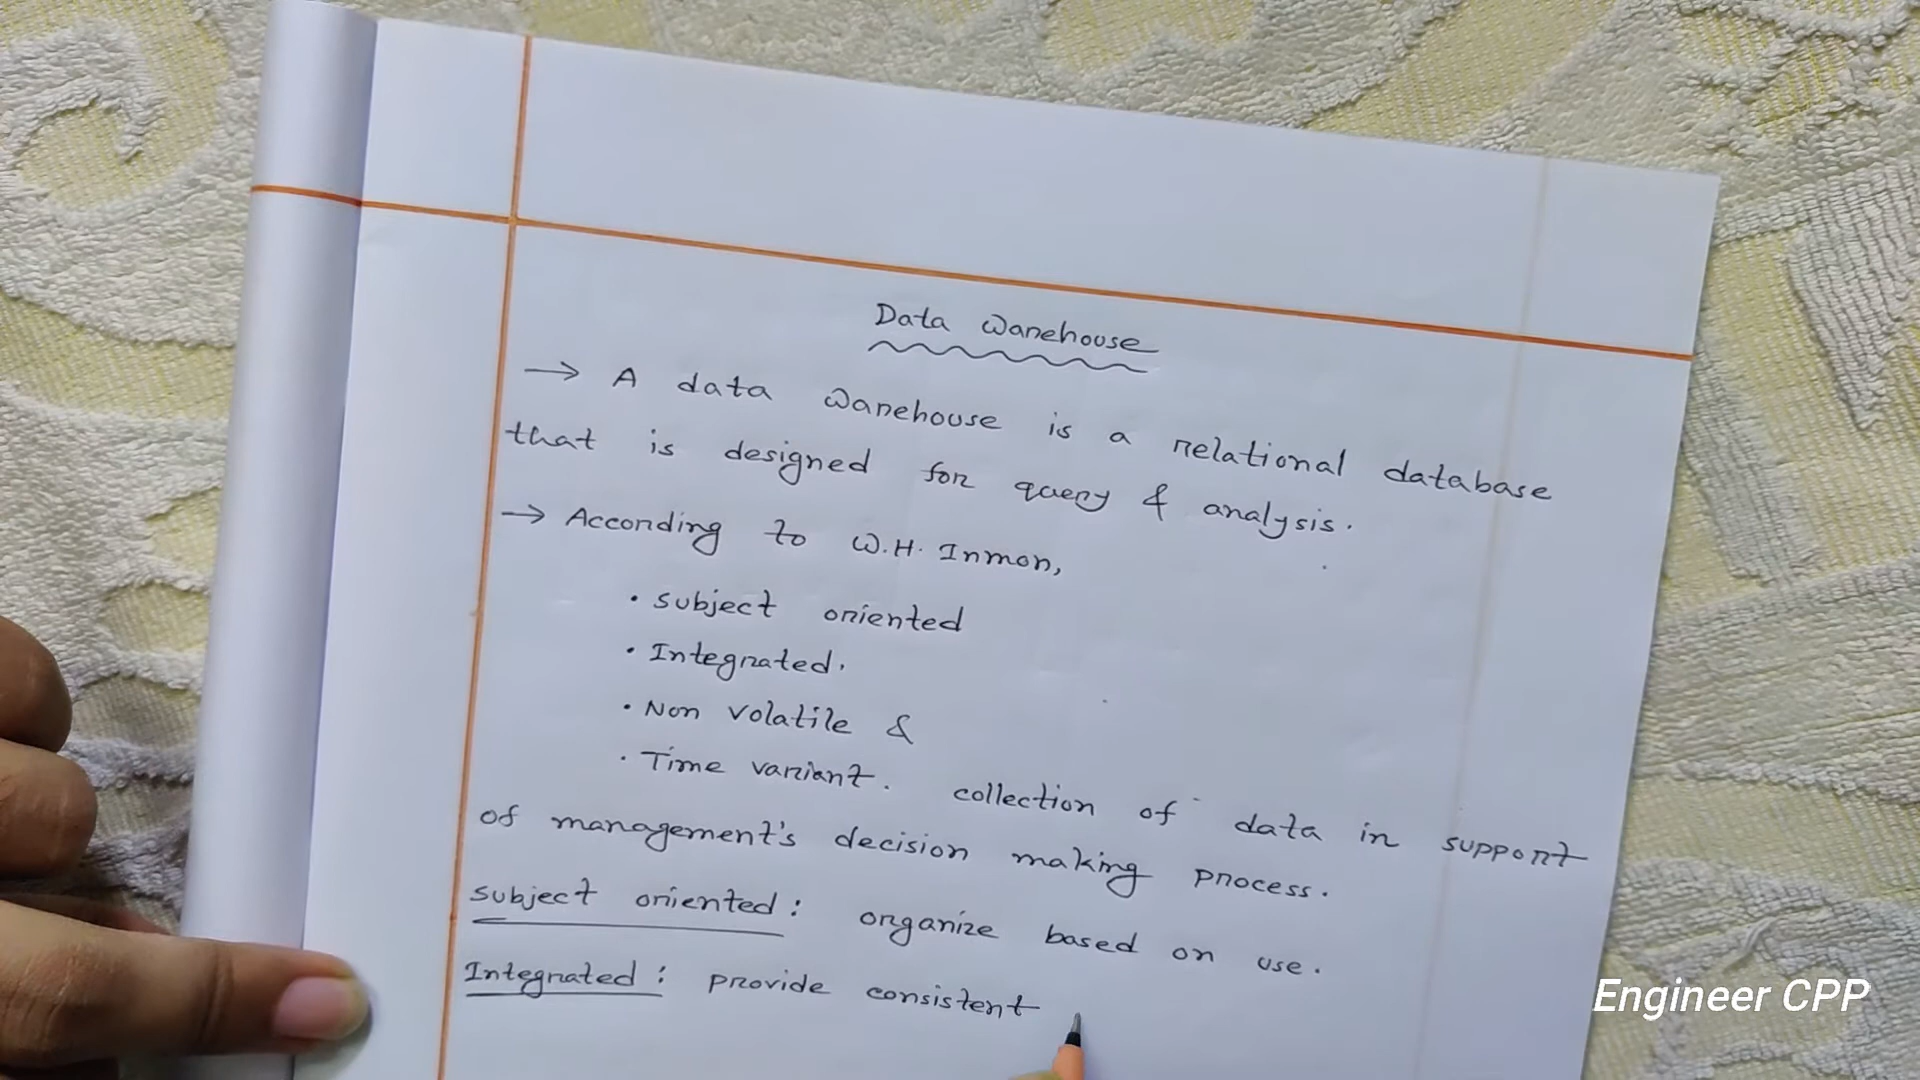 Data Warehouse
→ A data warehouse is a relational database
that is designed for query & analysis.
→ According to W.H. Inmon,
• subject oriented
• Integrated.
• Non volatile &
• Time variant. collection of data in support
of management's decision making process.
subject oriented: organize based on use.
Integrated: provide consistent
Engineer CPP